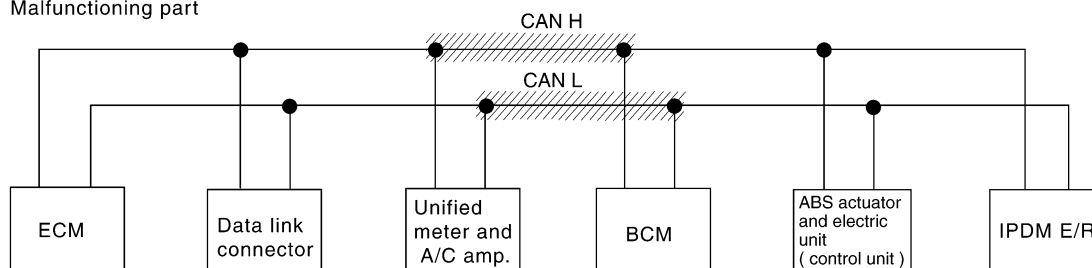 Malfunctioning part
CAN H
CAN L
ECM
Data link
connector
Unified
meter and
A/C amp.
BCM
ABS actuator
and electric
unit
( control unit )
IPDM E/R